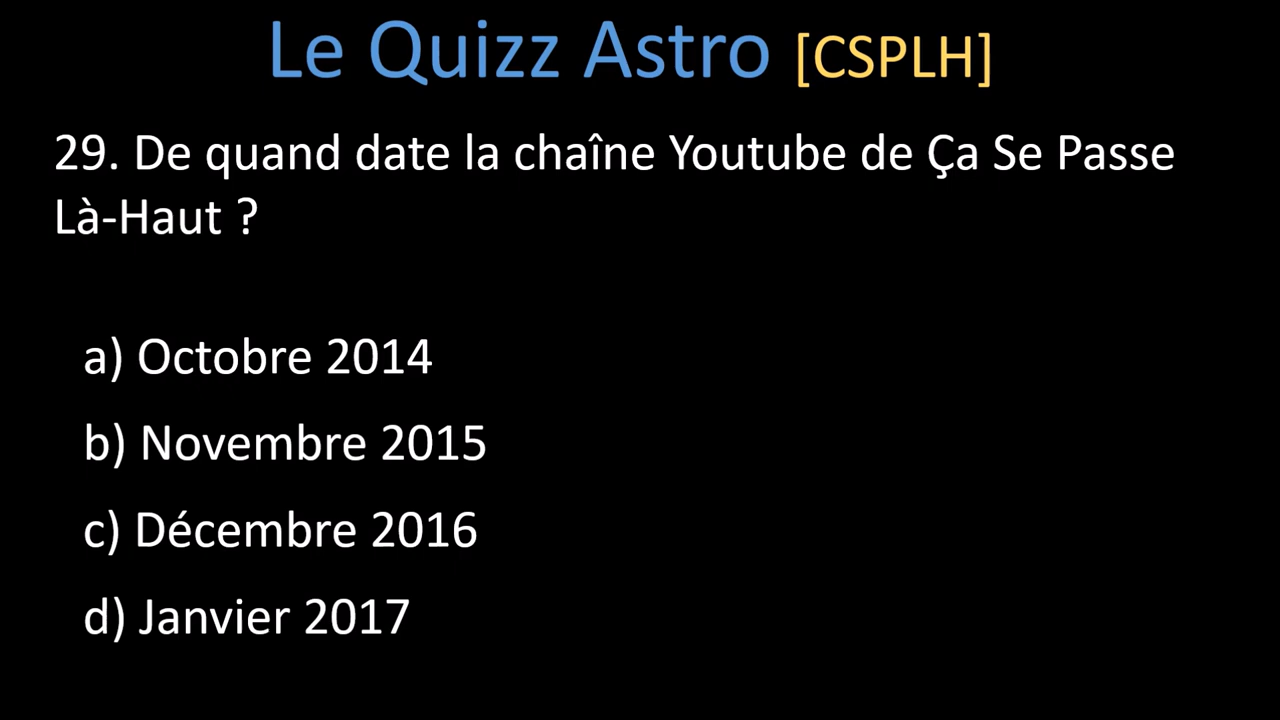 Le Quizz Astro [CSPLH]
29. De quand date la chaîne Youtube de Ça Se Passe
Là-Haut ?
a) Octobre 2014
b) Novembre 2015
c) Décembre 2016
d) Janvier 2017